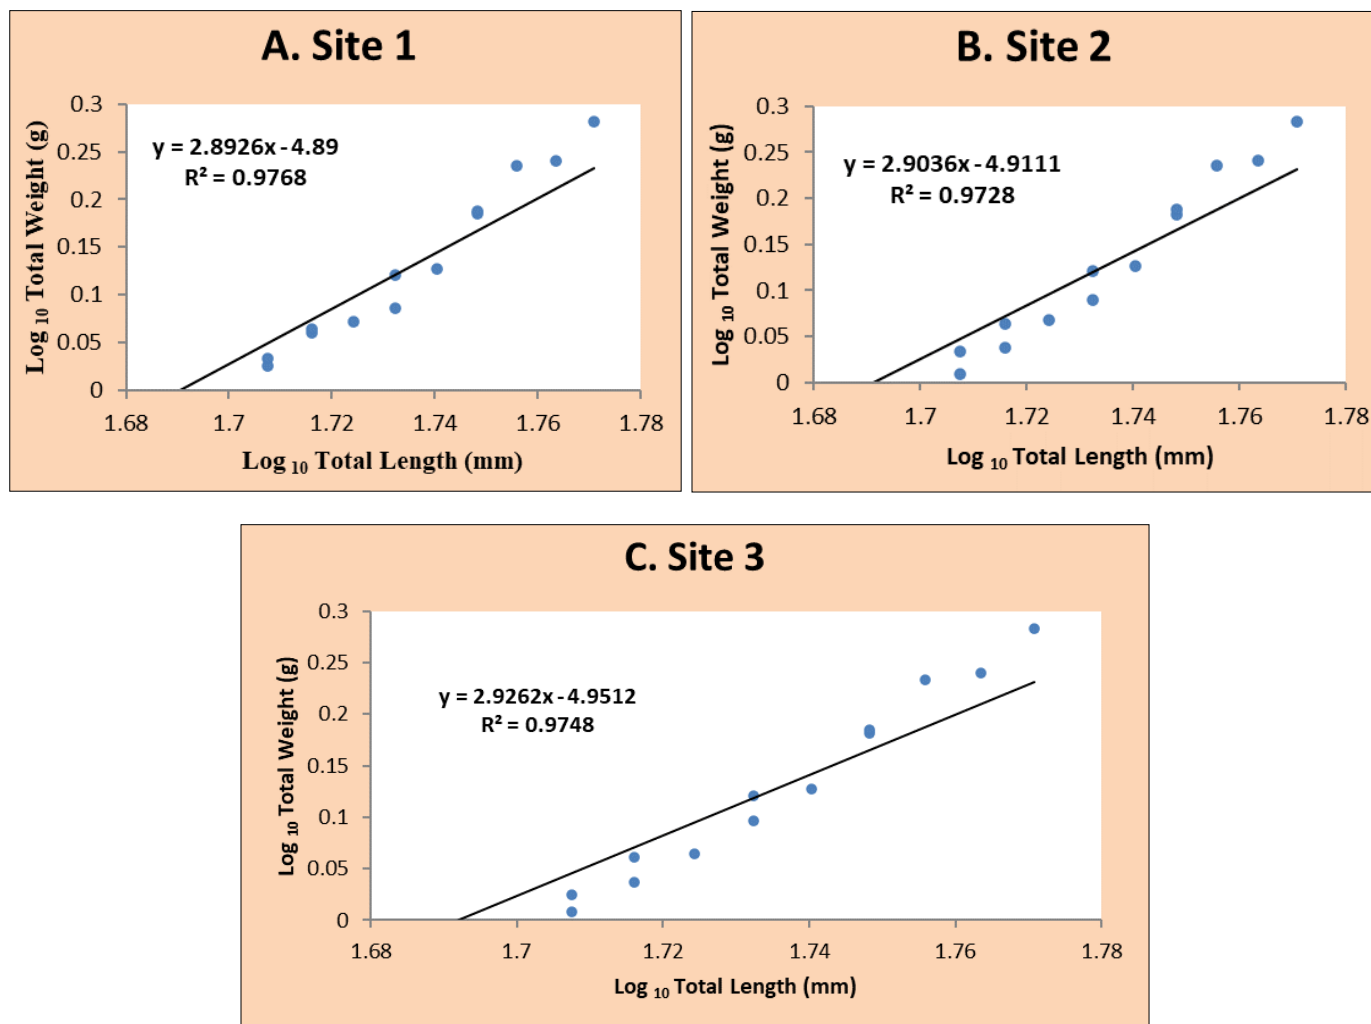 A. Site 1
0.3
0.25
0.2
0.15
0.1
0.05
0
y = 2.8926x - 4.89
R² = 0.9768
Log 10 Total Weight (g)
1.68 1.7 1.72 1.74 1.76 1.78
Log 10 Total Length (mm)
B. Site 2
0.3
0.25
0.2
0.15
0.1
0.05
0
y = 2.9036x - 4.9111
R² = 0.9728
Log 10 Total Weight (g)
1.68 1.7 1.72 1.74 1.76 1.78
Log 10 Total Length (mm)
C. Site 3
0.3
0.25
0.2
0.15
0.1
0.05
0
y = 2.9262x - 4.9512
R² = 0.9748
Log 10 Total Weight (g)
1.68 1.7 1.72 1.74 1.76 1.78
Log 10 Total Length (mm)